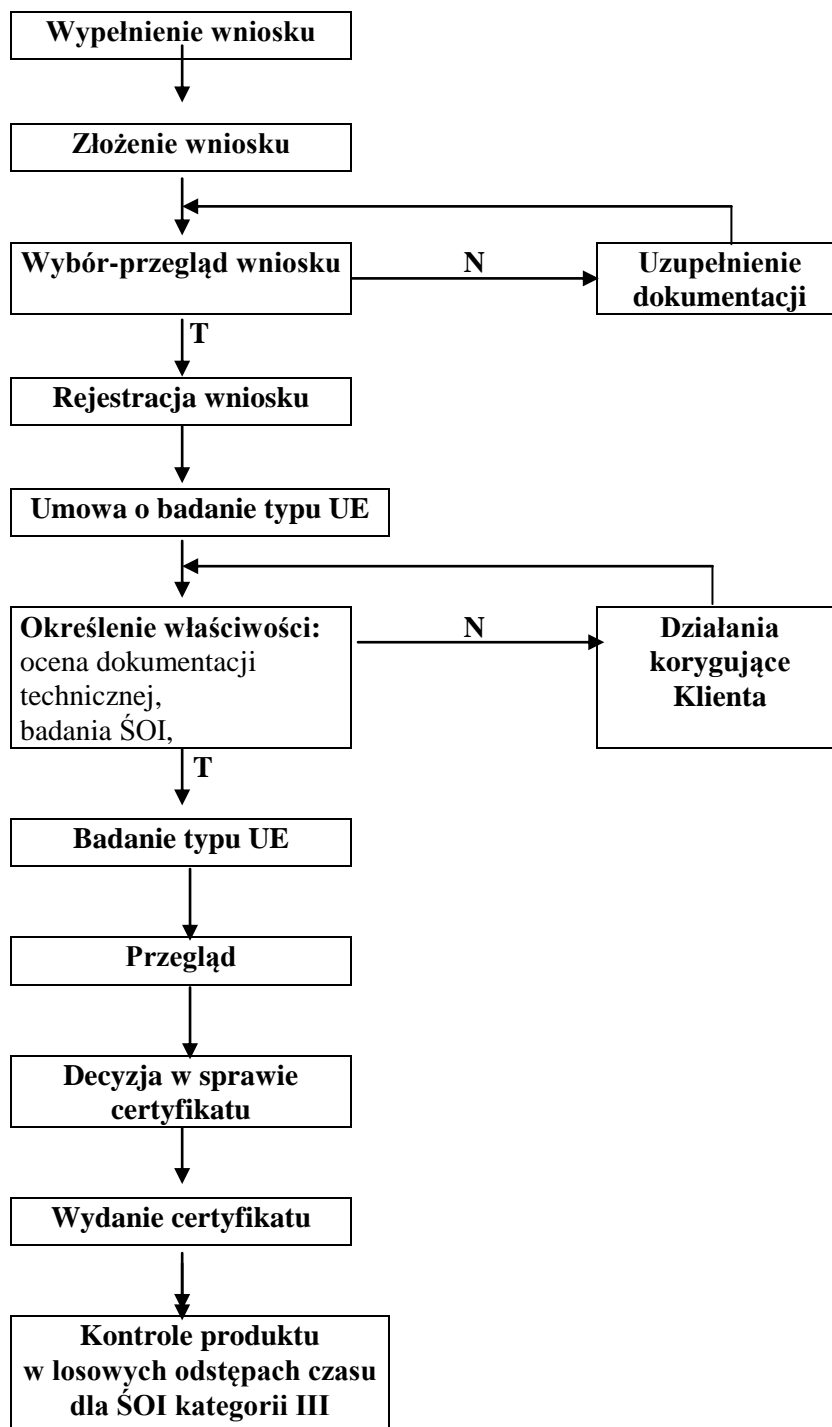 Wypełnienie wniosku
Złożenie wniosku
Wybór-przegląd wniosku
N
Uzupełnienie
dokumentacji
T
Rejestracja wniosku
Umowa o badanie typu UE
Określenie właściwości:
ocena dokumentacji
technicznej,
badania ŚOI,
N
Działania
korygujące
Klienta
T
Badanie typu UE
Przegląd
Decyzja w sprawie
certyfikatu
Wydanie certyfikatu
Kontrole produktu
w losowych odstępach czasu
dla ŚOI kategorii III